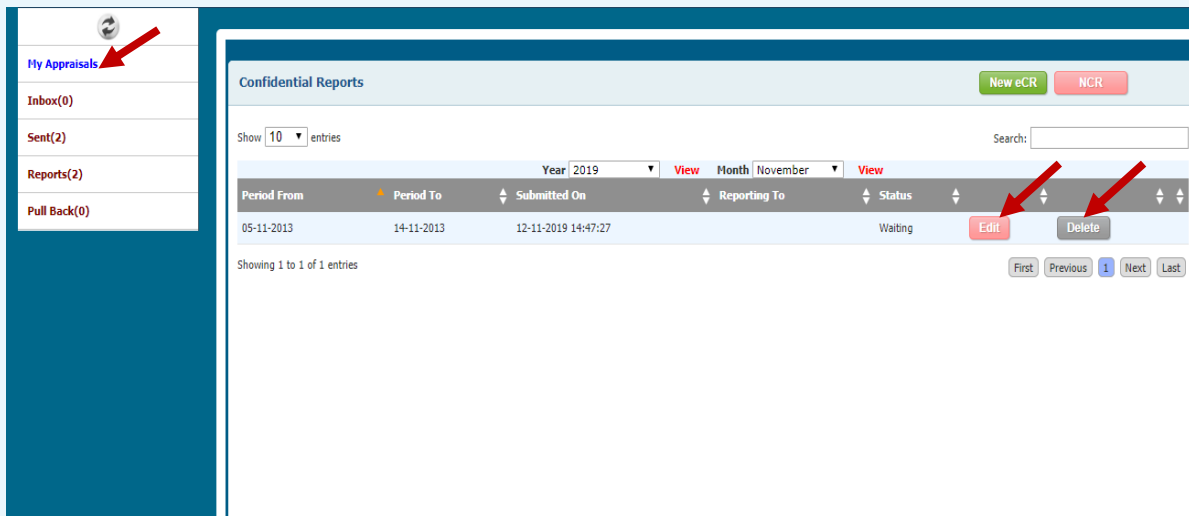 My Appraisals
Inbox(0)
Sent(2)
Reports(2)
Pull Back(0)
Confidential Reports New eCR NCR
Show 10 entries Search:
Year 2019 View Month November View
Period From Period To Submitted On Reporting To Status
05-11-2013 14-11-2013 12-11-2019 14:47:27 Waiting Edit Delete
Showing 1 to 1 of 1 entries First Previous 1 Next Last